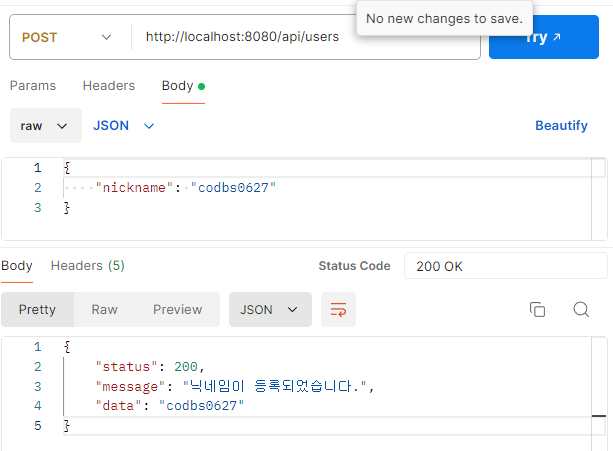 No new changes to save.
POST http://localhost:8080/api/users Try ↗
Params Headers Body
raw JSON Beautify
1 {
2 "nickname": "codbs0627"
3 }
Body Headers (5) Status Code 200 OK
Pretty Raw Preview JSON
1 {
2 "status": 200,
3 "message": "닉네임이 등록되었습니다.",
4 "data": "codbs0627"
5 }